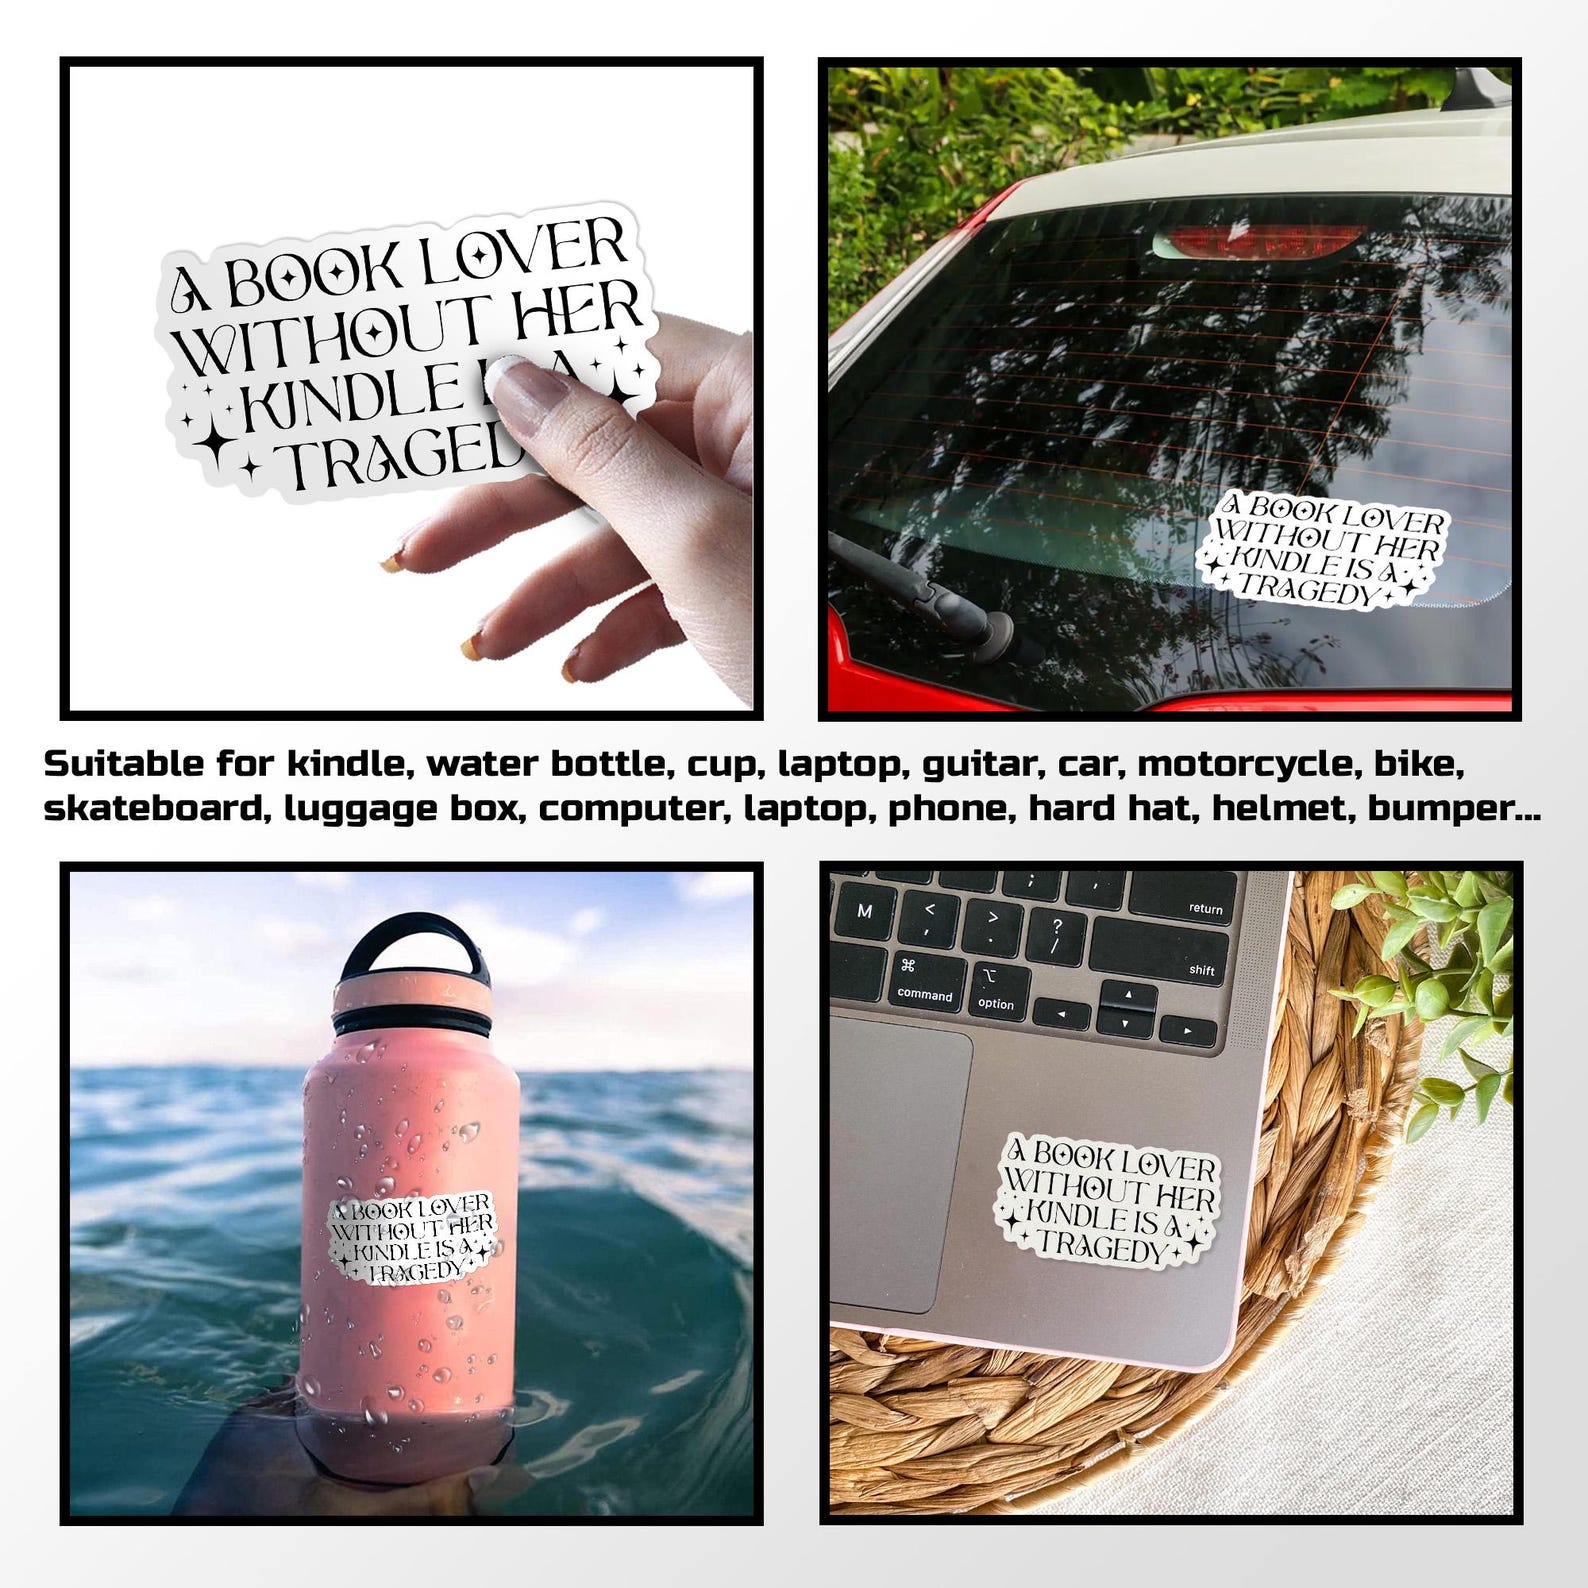 A BOOK LOVER
WITHOUT HER
KINDLE IS A
TRAGED
A BOOK LOVER
WITHOUT HER
KINDLE IS A
TRAGEDY
Suitable for kindle, water bottle, cup, laptop, guitar, car, motorcycle, bike,
skateboard, luggage box, computer, laptop, phone, hard hat, helmet, bumper...
A BOOK LOVER
WITHOUT HER
KINDLE IS A
TRAGEDY
; ,
return
M < , > . ? /
shift
⌘ ⌥
command option
◄ ▲ ▼ ►
A BOOK LOVER
WITHOUT HER
KINDLE IS A
TRAGEDY